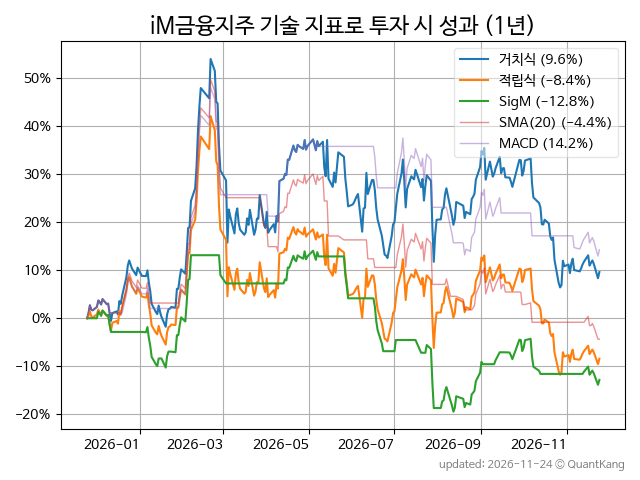 iM금융지주 기술 지표로 투자 시 성과 (1년)
거치식 (9.6%)
적립식 (−8.4%)
SigM (−12.8%)
SMA(20) (−4.4%)
MACD (14.2%)
50%
40%
30%
20%
10%
0%
−10%
−20%
2026-01 2026-03 2026-05 2026-07 2026-09 2026-11
updated: 2026-11-24 © QuantKang